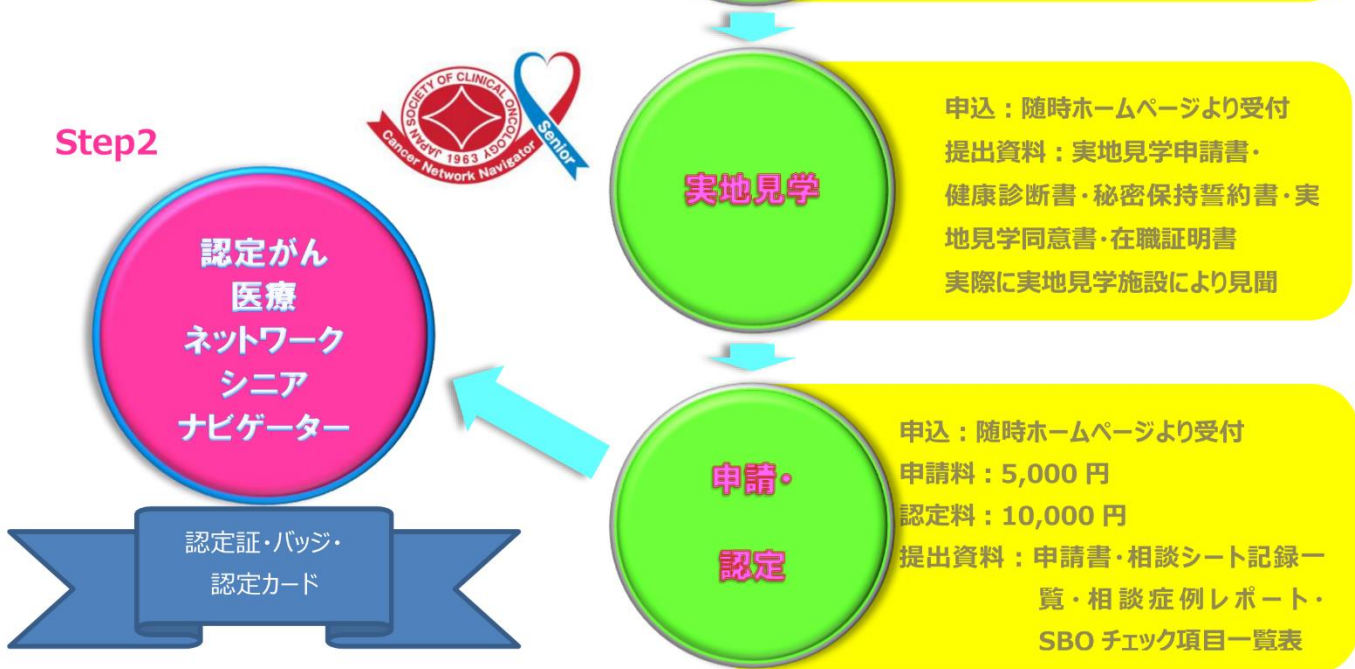 Step2
JAPAN SOCIETY OF CLINICAL ONCOLOGY
1963
Cancer Network Navigator
Senior
認定がん
医療
ネットワーク
シニア
ナビゲーター
認定証・バッジ・
認定カード
実地見学
申込：随時ホームページより受付
提出資料：実地見学申請書・
健康診断書・秘密保持誓約書・実
地見学同意書・在職証明書
実際に実地見学施設により見聞
申請・
認定
申込：随時ホームページより受付
申請料：5,000 円
認定料：10,000 円
提出資料：申請書・相談シート記録一
覧・相談症例レポート・
SBO チェック項目一覧表